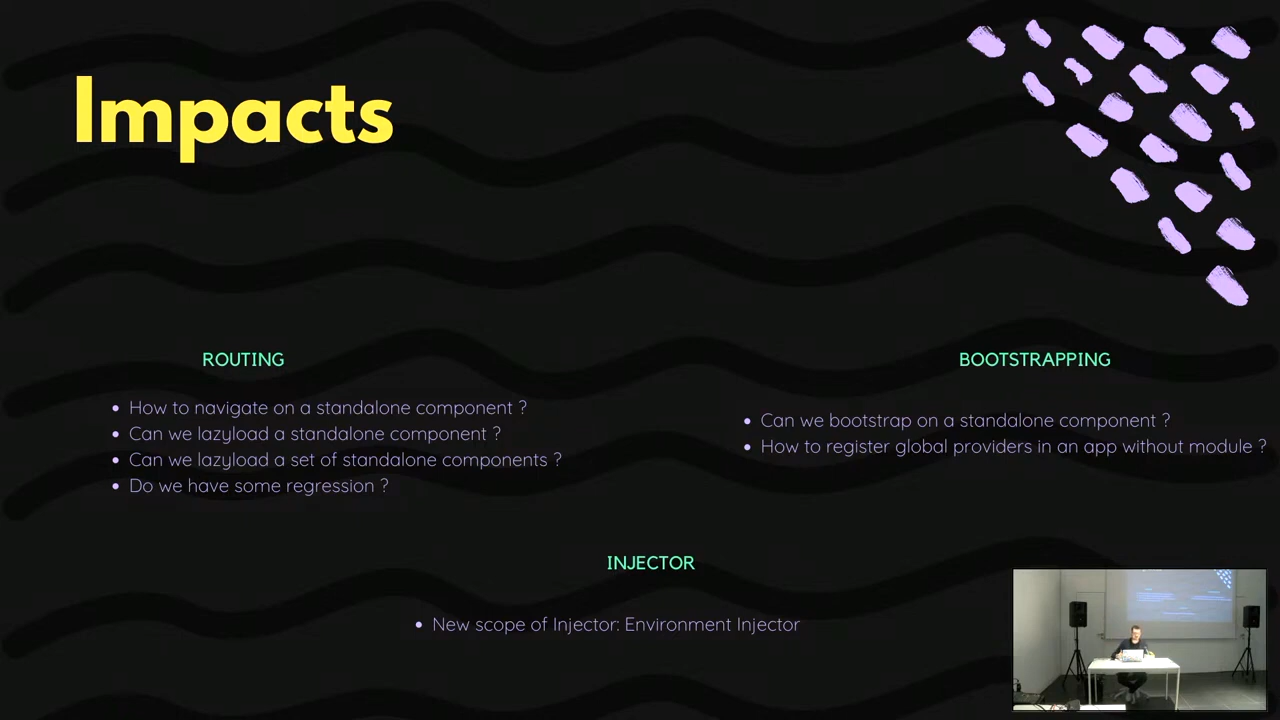 Impacts
ROUTING
How to navigate on a standalone component ?
Can we lazyload a standalone component ?
Can we lazyload a set of standalone components ?
Do we have some regression ?
BOOTSTRAPPING
Can we bootstrap on a standalone component ?
How to register global providers in an app without module ?
INJECTOR
New scope of Injector: Environment Injector